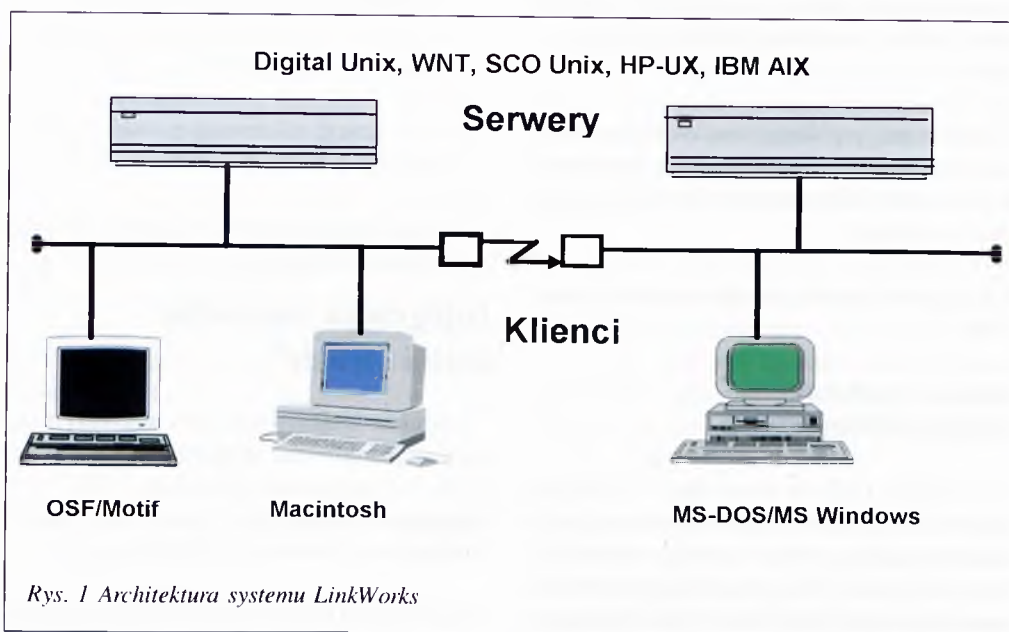 Digital Unix, WNT, SCO Unix, HP-UX, IBM AIX
Serwery
Klienci
OSF/Motif
Macintosh
MS-DOS/MS Windows
Rys. 1 Architektura systemu LinkWorks